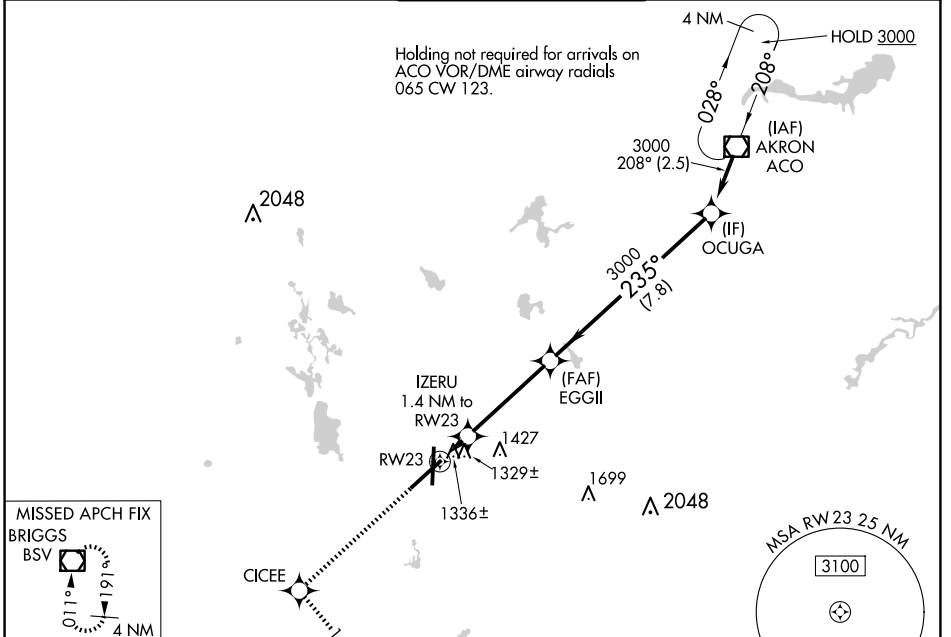 4 NM
HOLD 3000
Holding not required for arrivals on
ACO VOR/DME airway radials
065 CW 123.
028°
208°
(IAF)
AKRON
ACO
3000
208° (2.5)
2048
(IF)
OCUGA
3000
235°
(7.8)
(FAF)
EGGII
IZERU
1.4 NM to
RW23
1427
RW23
1329±
1336±
1699
2048
MISSED APCH FIX
BRIGGS
BSV
011°
191°
4 NM
CICEE
MSA RW23 25 NM
3100